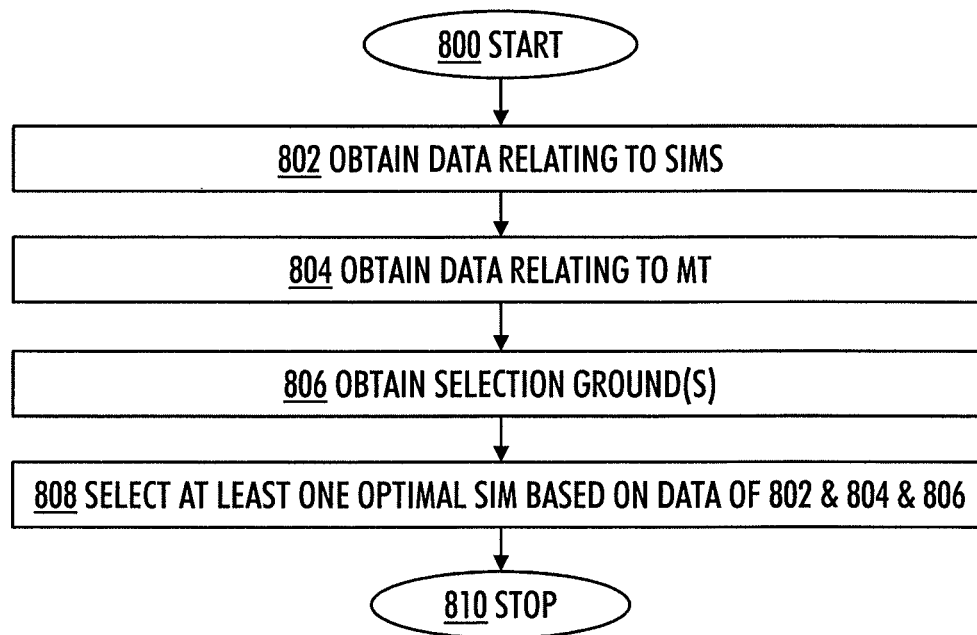 800 START
802 OBTAIN DATA RELATING TO SIMS
804 OBTAIN DATA RELATING TO MT
806 OBTAIN SELECTION GROUND(S)
808 SELECT AT LEAST ONE OPTIMAL SIM BASED ON DATA OF 802 & 804 & 806
810 STOP